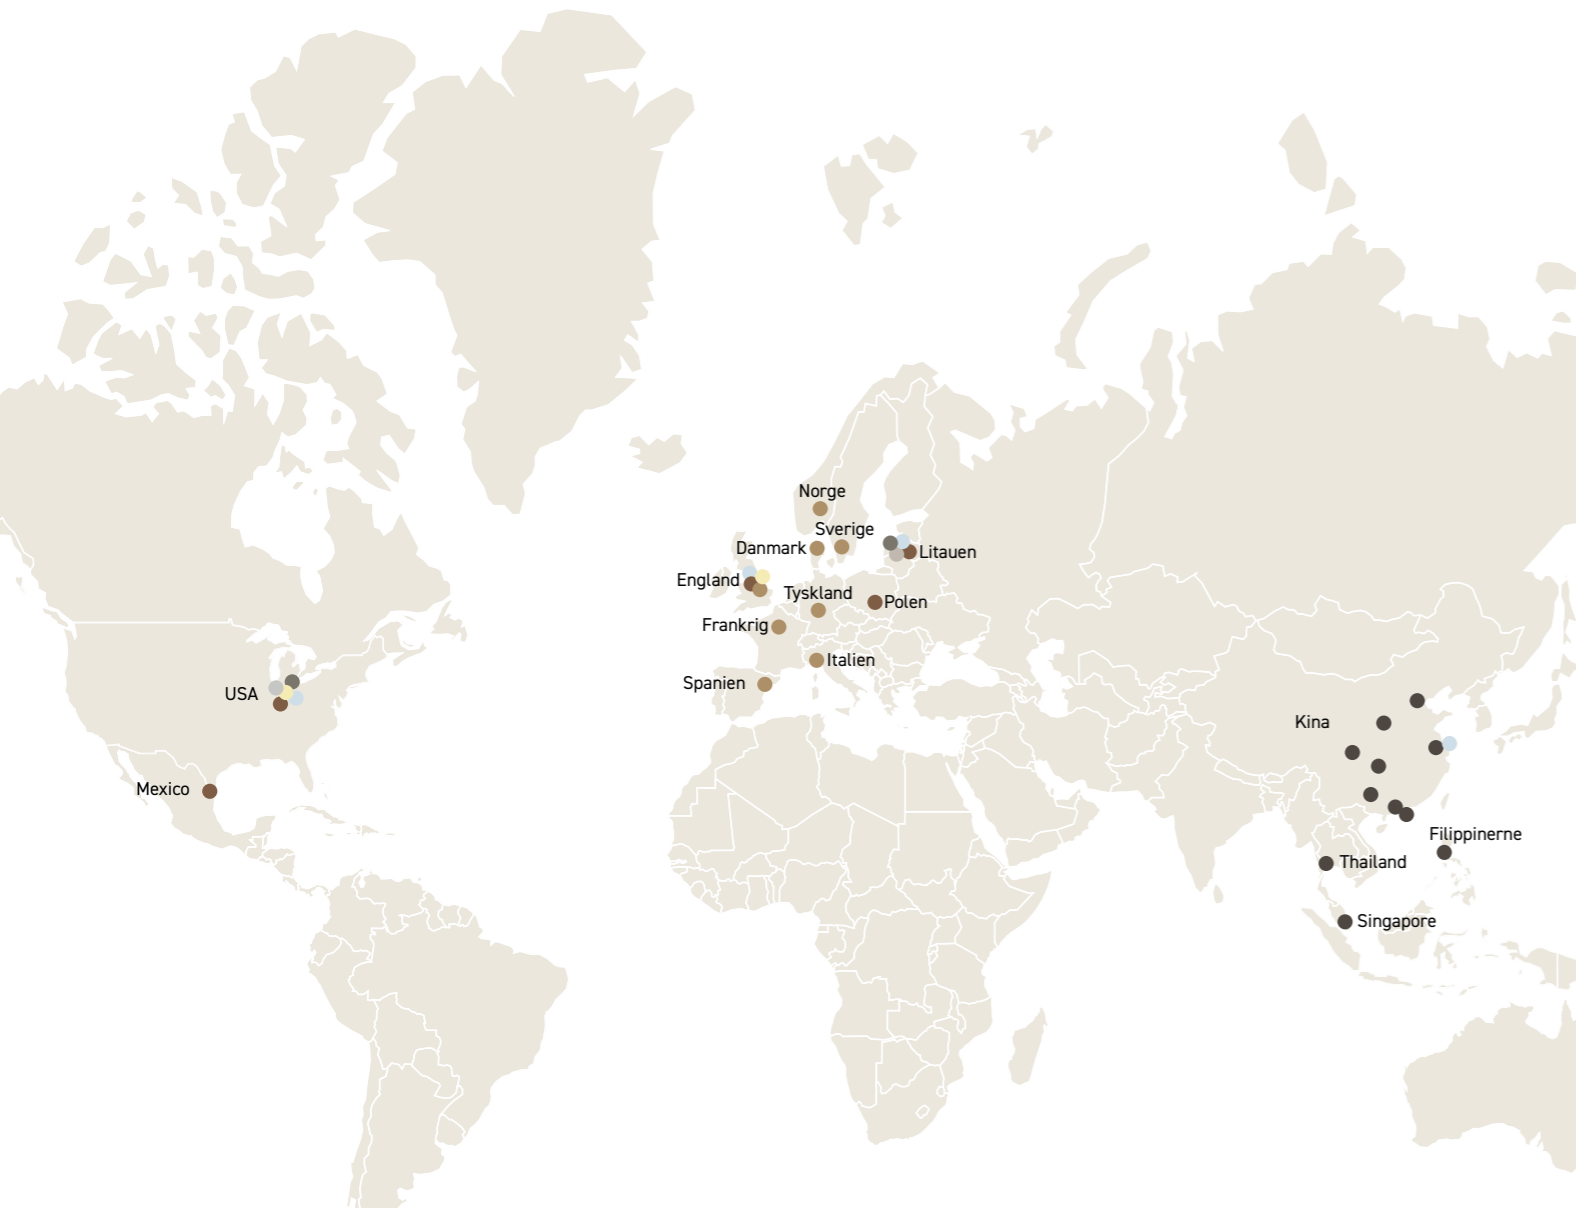 Norge
Sverige
Danmark
Litauen
England
Tyskland
Polen
Frankrig
Italien
Spanien
USA
Kina
Mexico
Filippinerne
Thailand
Singapore